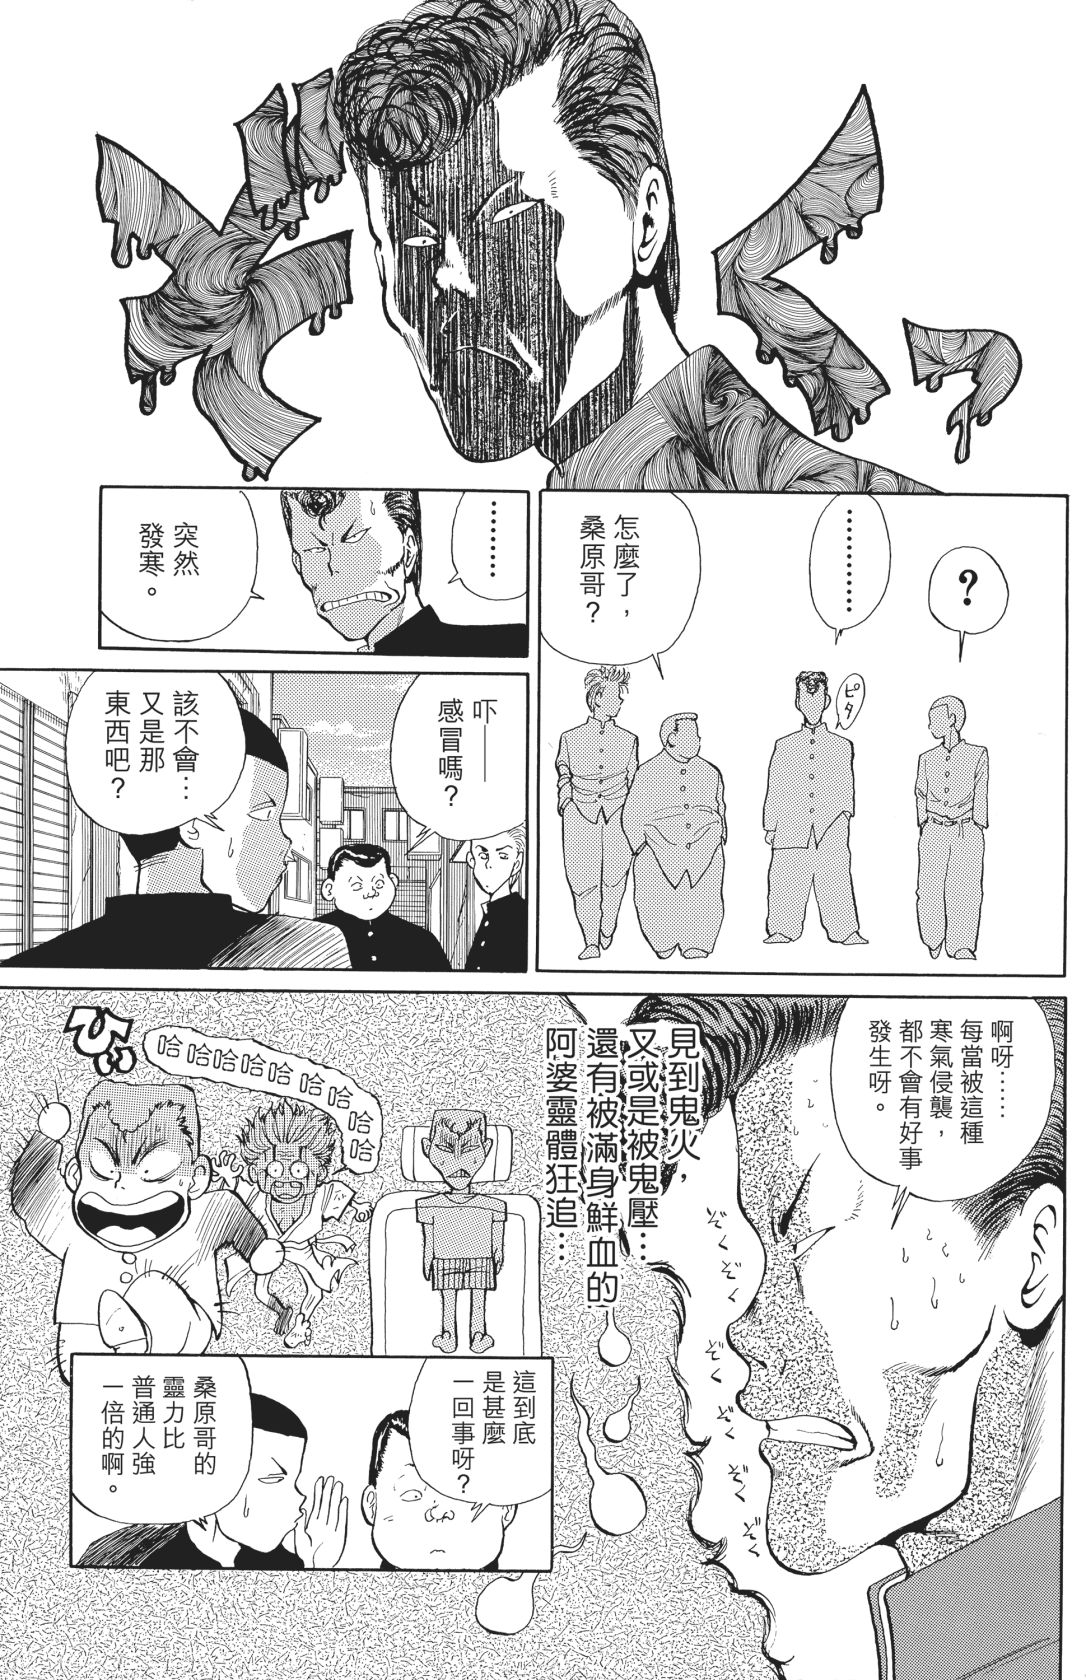 ？
………
ピタ
怎麼了，
桑原哥？
………
突然
發寒。
吓——
感冒嗎？
該不會…
又是那
東西吧？
啊呀……
每當被這種
寒氣侵襲，
都不會有好事
發生呀。
見到鬼火，
又或是被鬼壓…
還有被滿身鮮血的
阿婆靈體狂追…
ぞくぞくぞくぞくぞく
哈哈哈哈哈哈哈哈哈
這到底
是甚麼
一回事呀？
桑原哥的
靈力比
普通人強
一倍的啊。